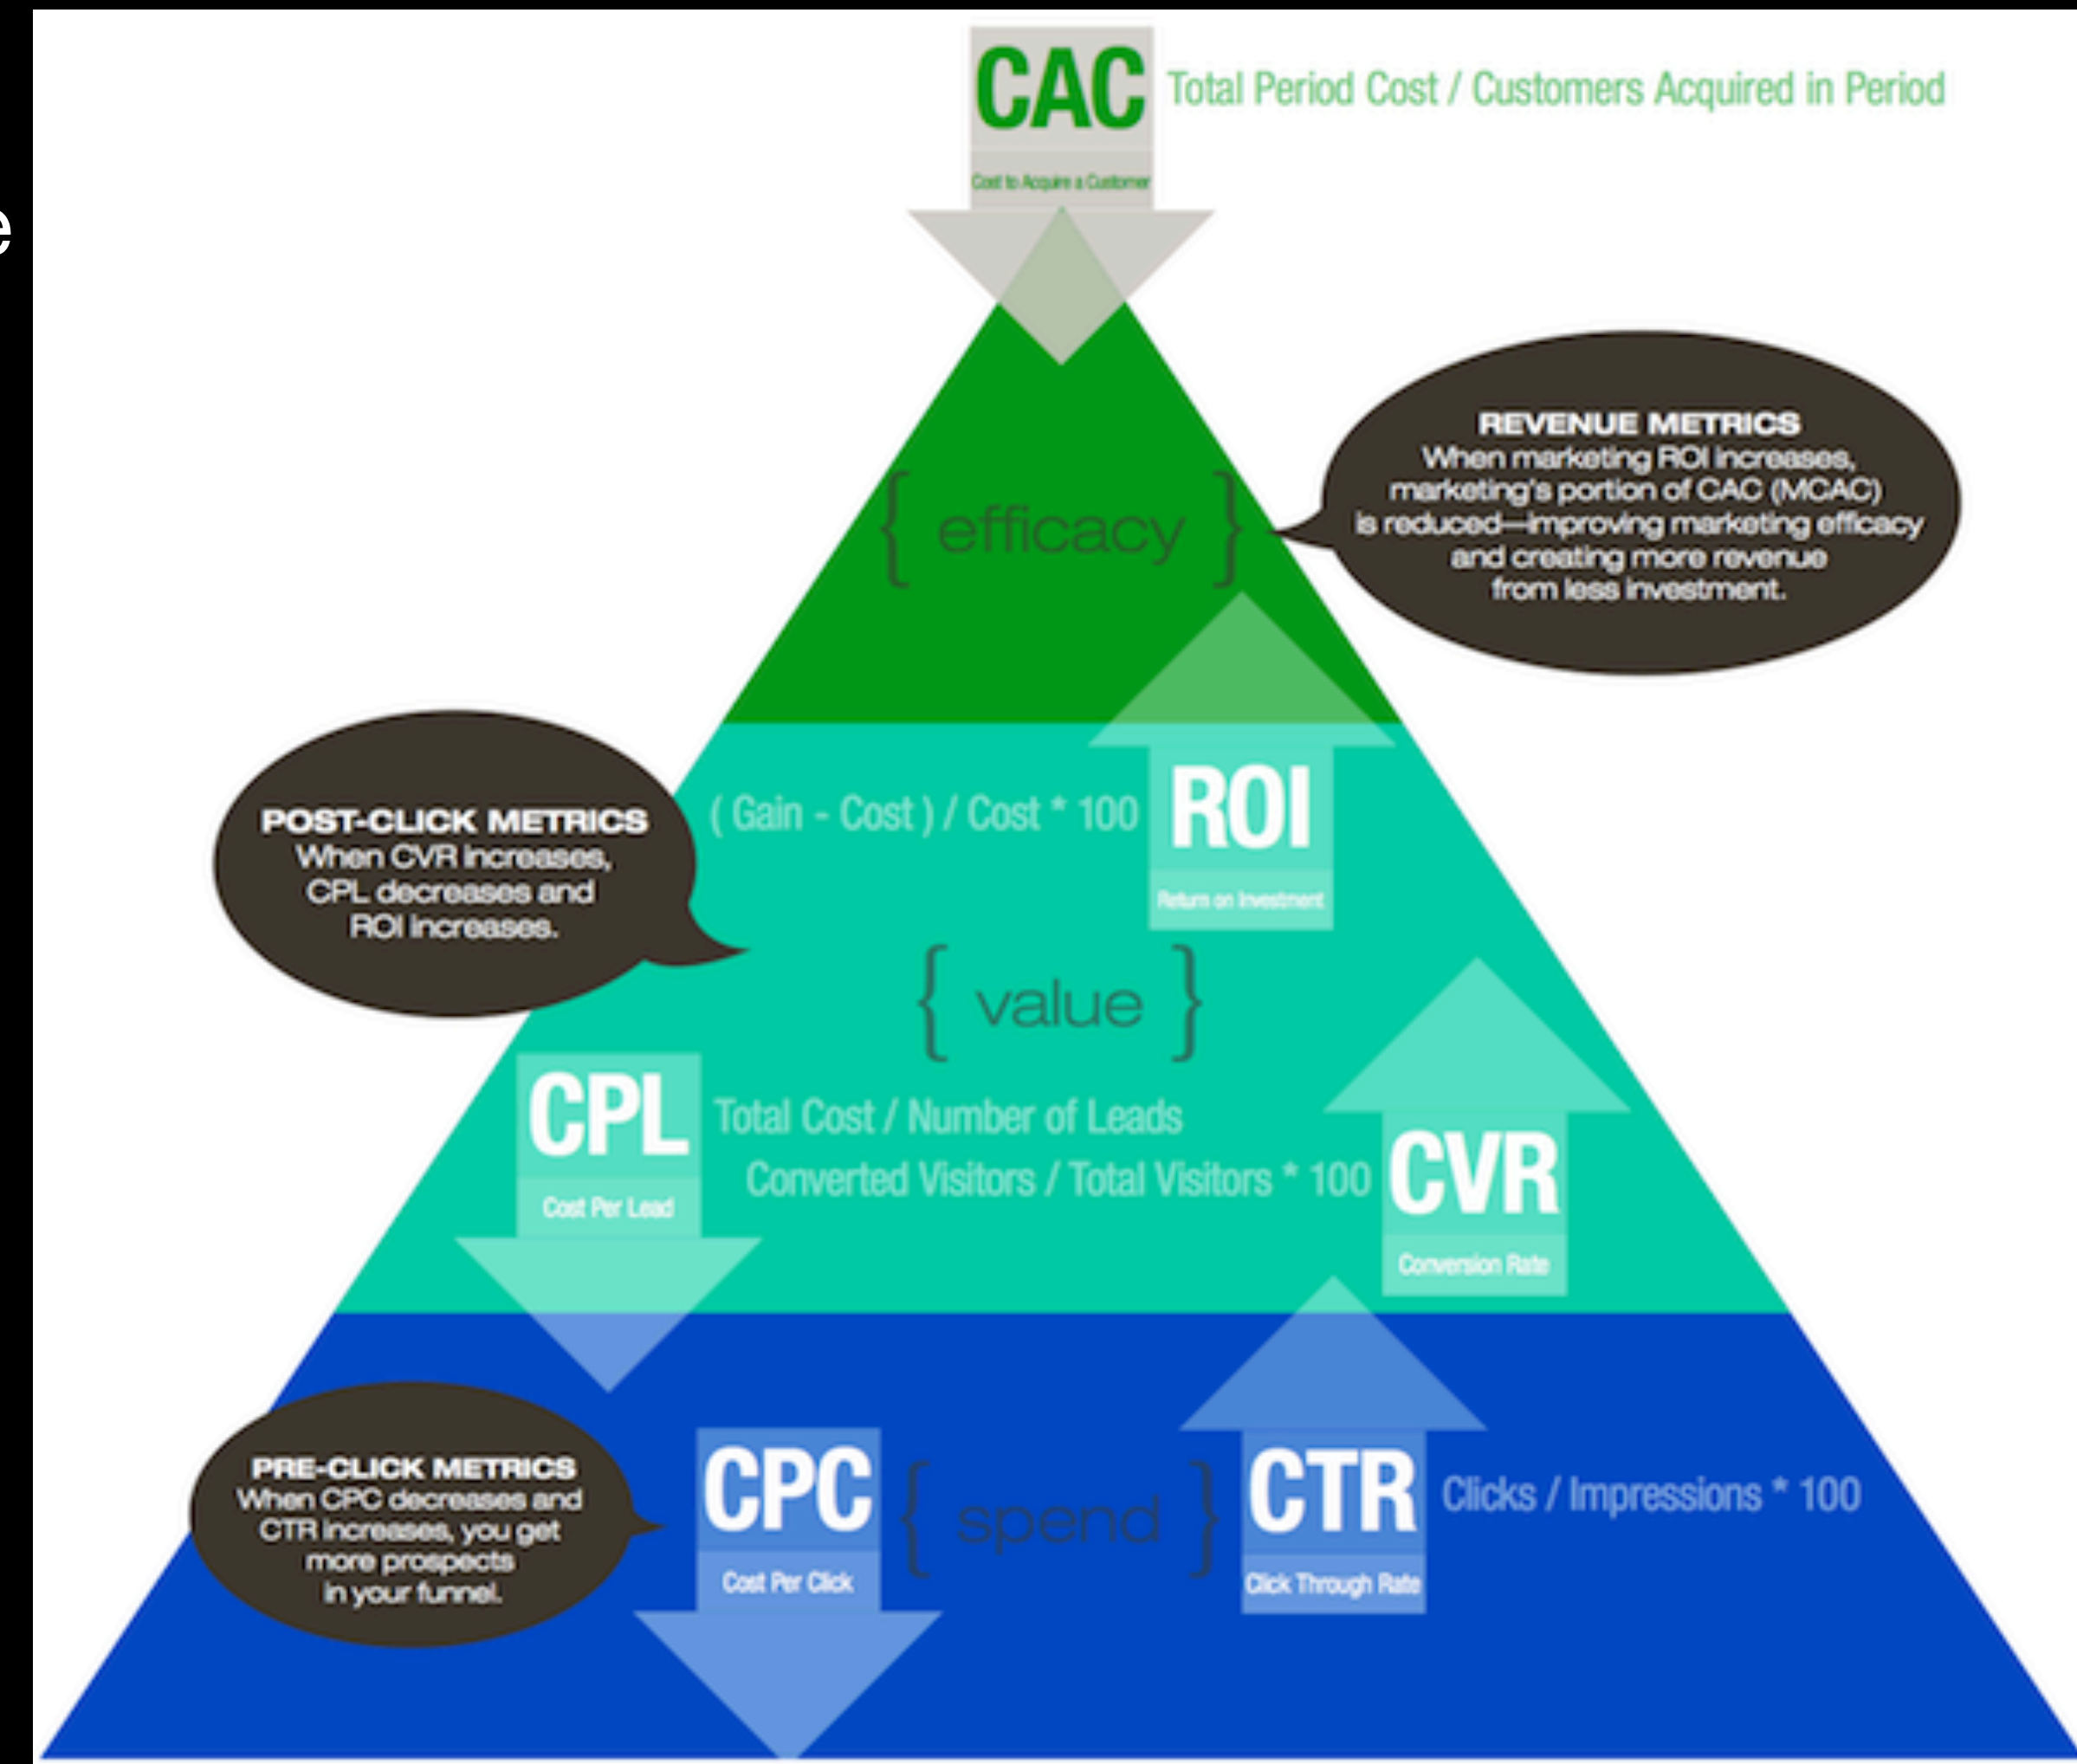 e
CAC
Total Period Cost / Customers Acquired in Period
Cost to Acquire a Customer
REVENUE METRICS
When marketing ROI increases,
marketing's portion of CAC (MCAC)
is reduced—improving marketing efficacy
and creating more revenue
from less investment.
{ efficacy }
POST-CLICK METRICS
When CVR increases,
CPL decreases and
ROI increases.
( Gain - Cost ) / Cost * 100
ROI
Return on Investment
{ value }
CPL
Cost Per Lead
Total Cost / Number of Leads
Converted Visitors / Total Visitors * 100
CVR
Conversion Rate
PRE-CLICK METRICS
When CPC decreases and
CTR increases, you get
more prospects
in your funnel.
CPC
Cost Per Click
{ spend }
CTR
Click Through Rate
Clicks / Impressions * 100